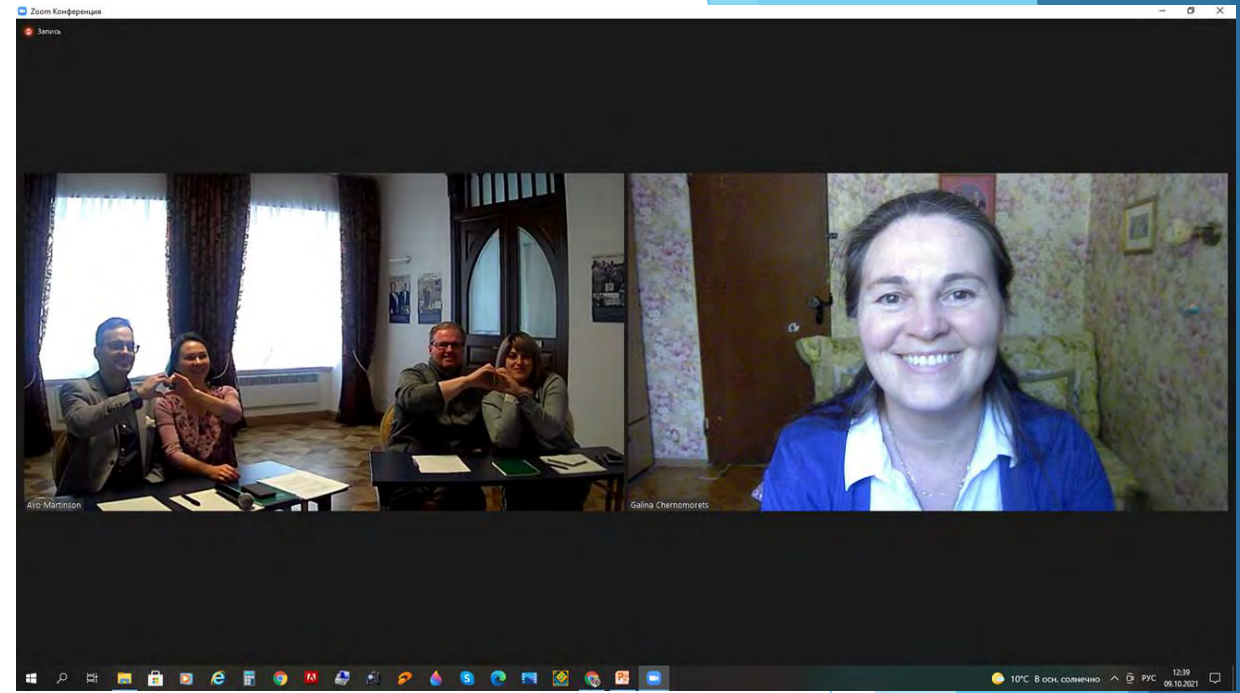 Zoom Конференция
Запись
Avo Martinson
Galina Chernomorets
10°C В осн. солнечно
РУС
12:39
09.10.2021